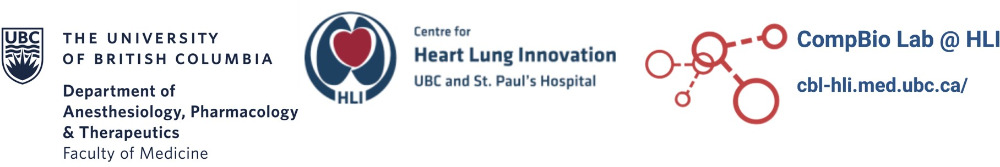 UBC
THE UNIVERSITY
OF BRITISH COLUMBIA
Department of
Anesthesiology, Pharmacology
& Therapeutics
Faculty of Medicine
HLI
Centre for
Heart Lung Innovation
UBC and St. Paul's Hospital
CompBio Lab @ HLI
cbl-hli.med.ubc.ca/